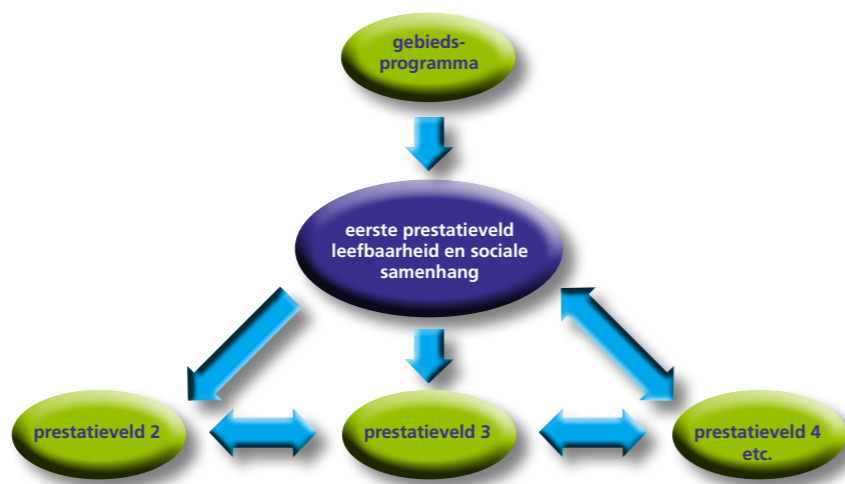 gebieds-
programma
eerste prestatieveld
leefbaarheid en sociale
samenhang
prestatieveld 2
prestatieveld 3
prestatieveld 4
etc.